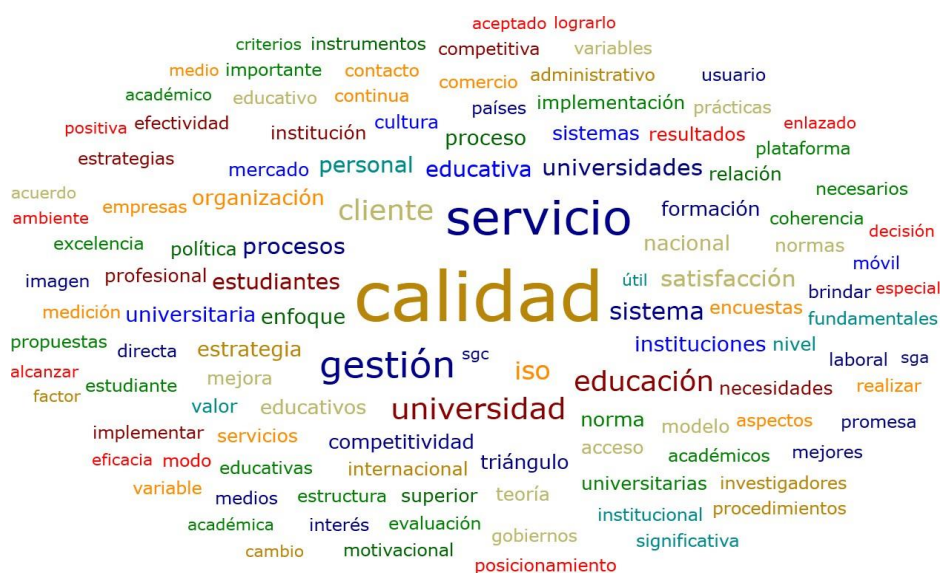 aceptado lograrlo
criterios instrumentos competitiva variables
medio importante contacto comercio administrativo usuario
académico educativo continua países implementación prácticas
positiva efectividad institución cultura proceso sistemas resultados enlazado
estrategias mercado personal educativa universidades relación plataforma
acuerdo empresas organización cliente servicio formación coherencia necesarios
ambiente decisión
excelencia política procesos nacional normas móvil
imagen profesional estudiantes calidad útil satisfacción brindar especial
medición universitaria enfoque sistema encuestas fundamentales
propuestas directa estrategia gestión sgc instituciones nivel laboral sga
alcanzar estudiante mejora iso educación necesidades realizar
factor valor educativos universidad norma modelo aspectos promesa
implementar servicios competitividad acceso académicos mejores
eficacia modo educativas internacional triángulo
variable medios estructura superior teoría universitarias investigadores
académica interés evaluación gobiernos institucional procedimientos
cambio motivacional significativa
posicionamiento